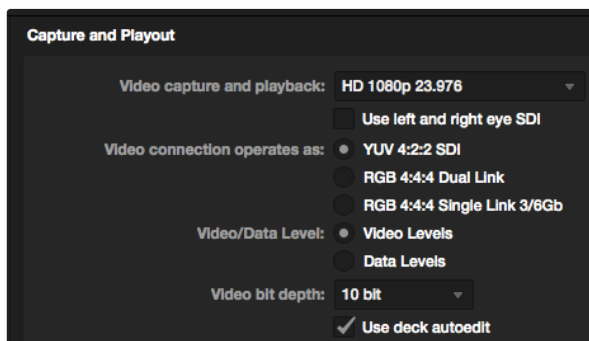 Capture and Playout
Video capture and playback: HD 1080p 23.976
Use left and right eye SDI
Video connection operates as: YUV 4:2:2 SDI
RGB 4:4:4 Dual Link
RGB 4:4:4 Single Link 3/6Gb
Video/Data Level: Video Levels
Data Levels
Video bit depth: 10 bit
Use deck autoedit